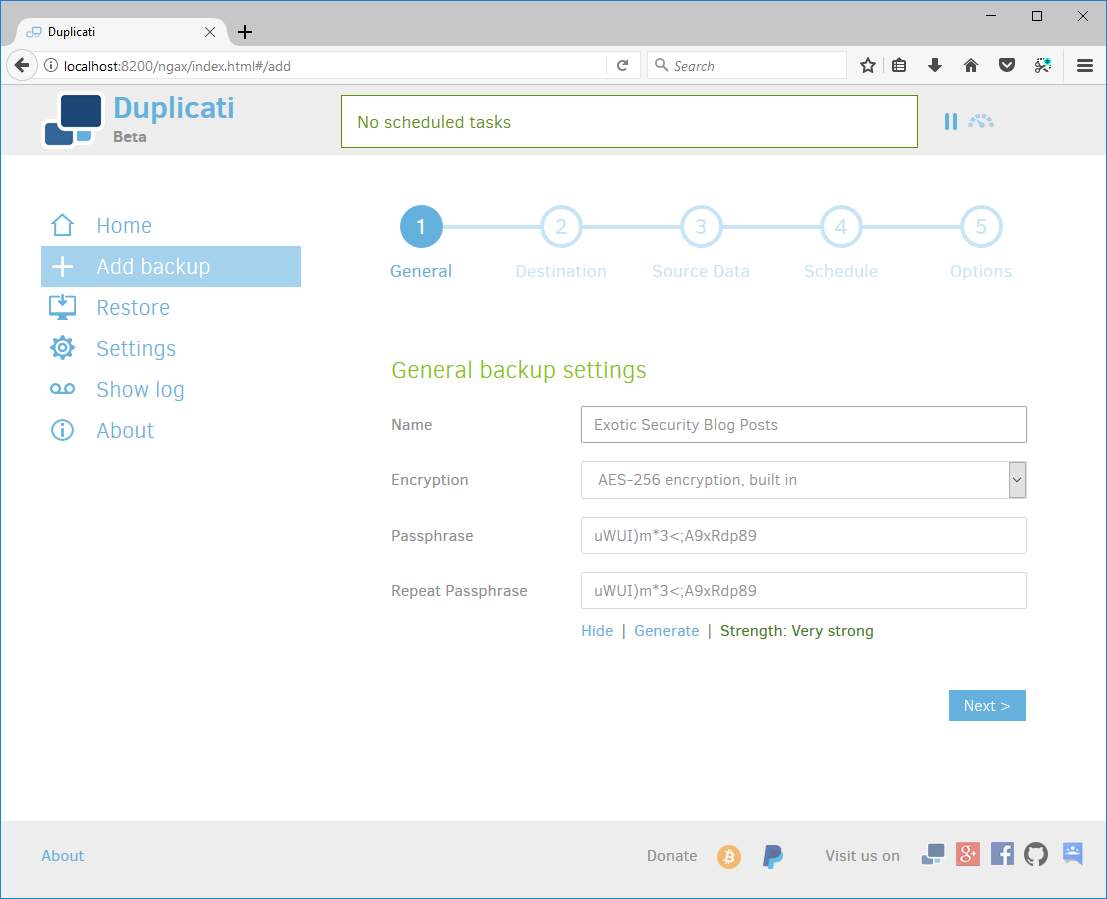 Duplicati
localhost:8200/ngax/index.html#/add
Search
Duplicati
Beta
No scheduled tasks
Home
Add backup
Restore
Settings
Show log
About
1 2 3 4 5
General Destination Source Data Schedule Options
General backup settings
Name Exotic Security Blog Posts
Encryption AES-256 encryption, built in
Passphrase uWUI)m*3<;A9xRdp89
Repeat Passphrase uWUI)m*3<;A9xRdp89
Hide | Generate | Strength: Very strong
Next >
About Donate Visit us on g+ f